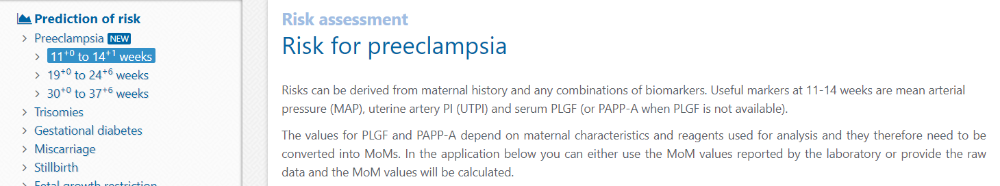 Prediction of risk
Preeclampsia NEW
11+0 to 14+1 weeks
19+0 to 24+6 weeks
30+0 to 37+6 weeks
Trisomies
Gestational diabetes
Miscarriage
Stillbirth
Fetal growth restriction
Risk assessment
Risk for preeclampsia
Risks can be derived from maternal history and any combinations of biomarkers. Useful markers at 11-14 weeks are mean arterial
pressure (MAP), uterine artery PI (UTPI) and serum PLGF (or PAPP-A when PLGF is not available).
The values for PLGF and PAPP-A depend on maternal characteristics and reagents used for analysis and they therefore need to be
converted into MoMs. In the application below you can either use the MoM values reported by the laboratory or provide the raw
data and the MoM values will be calculated.